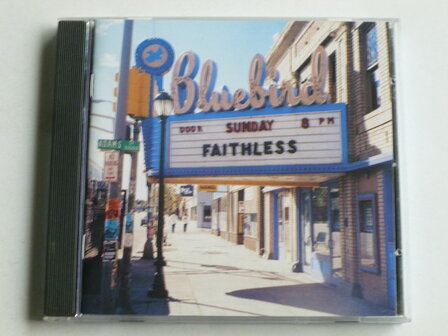 Bluebird
DOOR SUNDAY 8 PM
FAITHLESS
ADAMS